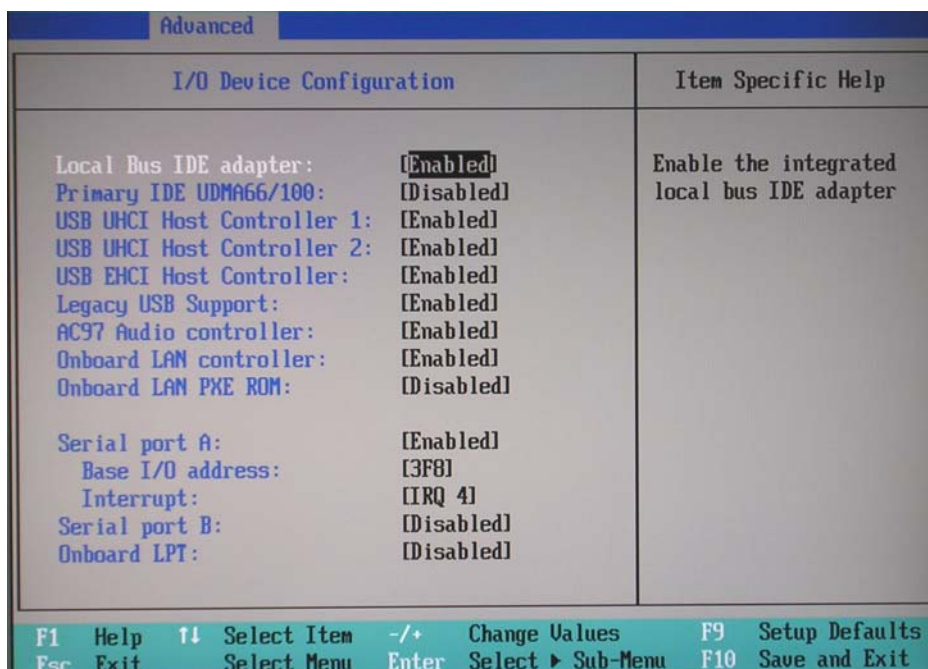 Advanced
I/O Device Configuration
Item Specific Help
Local Bus IDE adapter: [Enabled]
Primary IDE UDMA66/100: [Disabled]
USB UHCI Host Controller 1: [Enabled]
USB UHCI Host Controller 2: [Enabled]
USB EHCI Host Controller: [Enabled]
Legacy USB Support: [Enabled]
AC97 Audio controller: [Enabled]
Onboard LAN controller: [Enabled]
Onboard LAN PXE ROM: [Disabled]
Serial port A: [Enabled]
Base I/O address: [3F8]
Interrupt: [IRQ 4]
Serial port B: [Disabled]
Onboard LPT: [Disabled]
Enable the integrated
local bus IDE adapter
F1 Help ↑↓ Select Item -/+ Change Values F9 Setup Defaults
Esc Exit Select Menu Enter Select ▶ Sub-Menu F10 Save and Exit